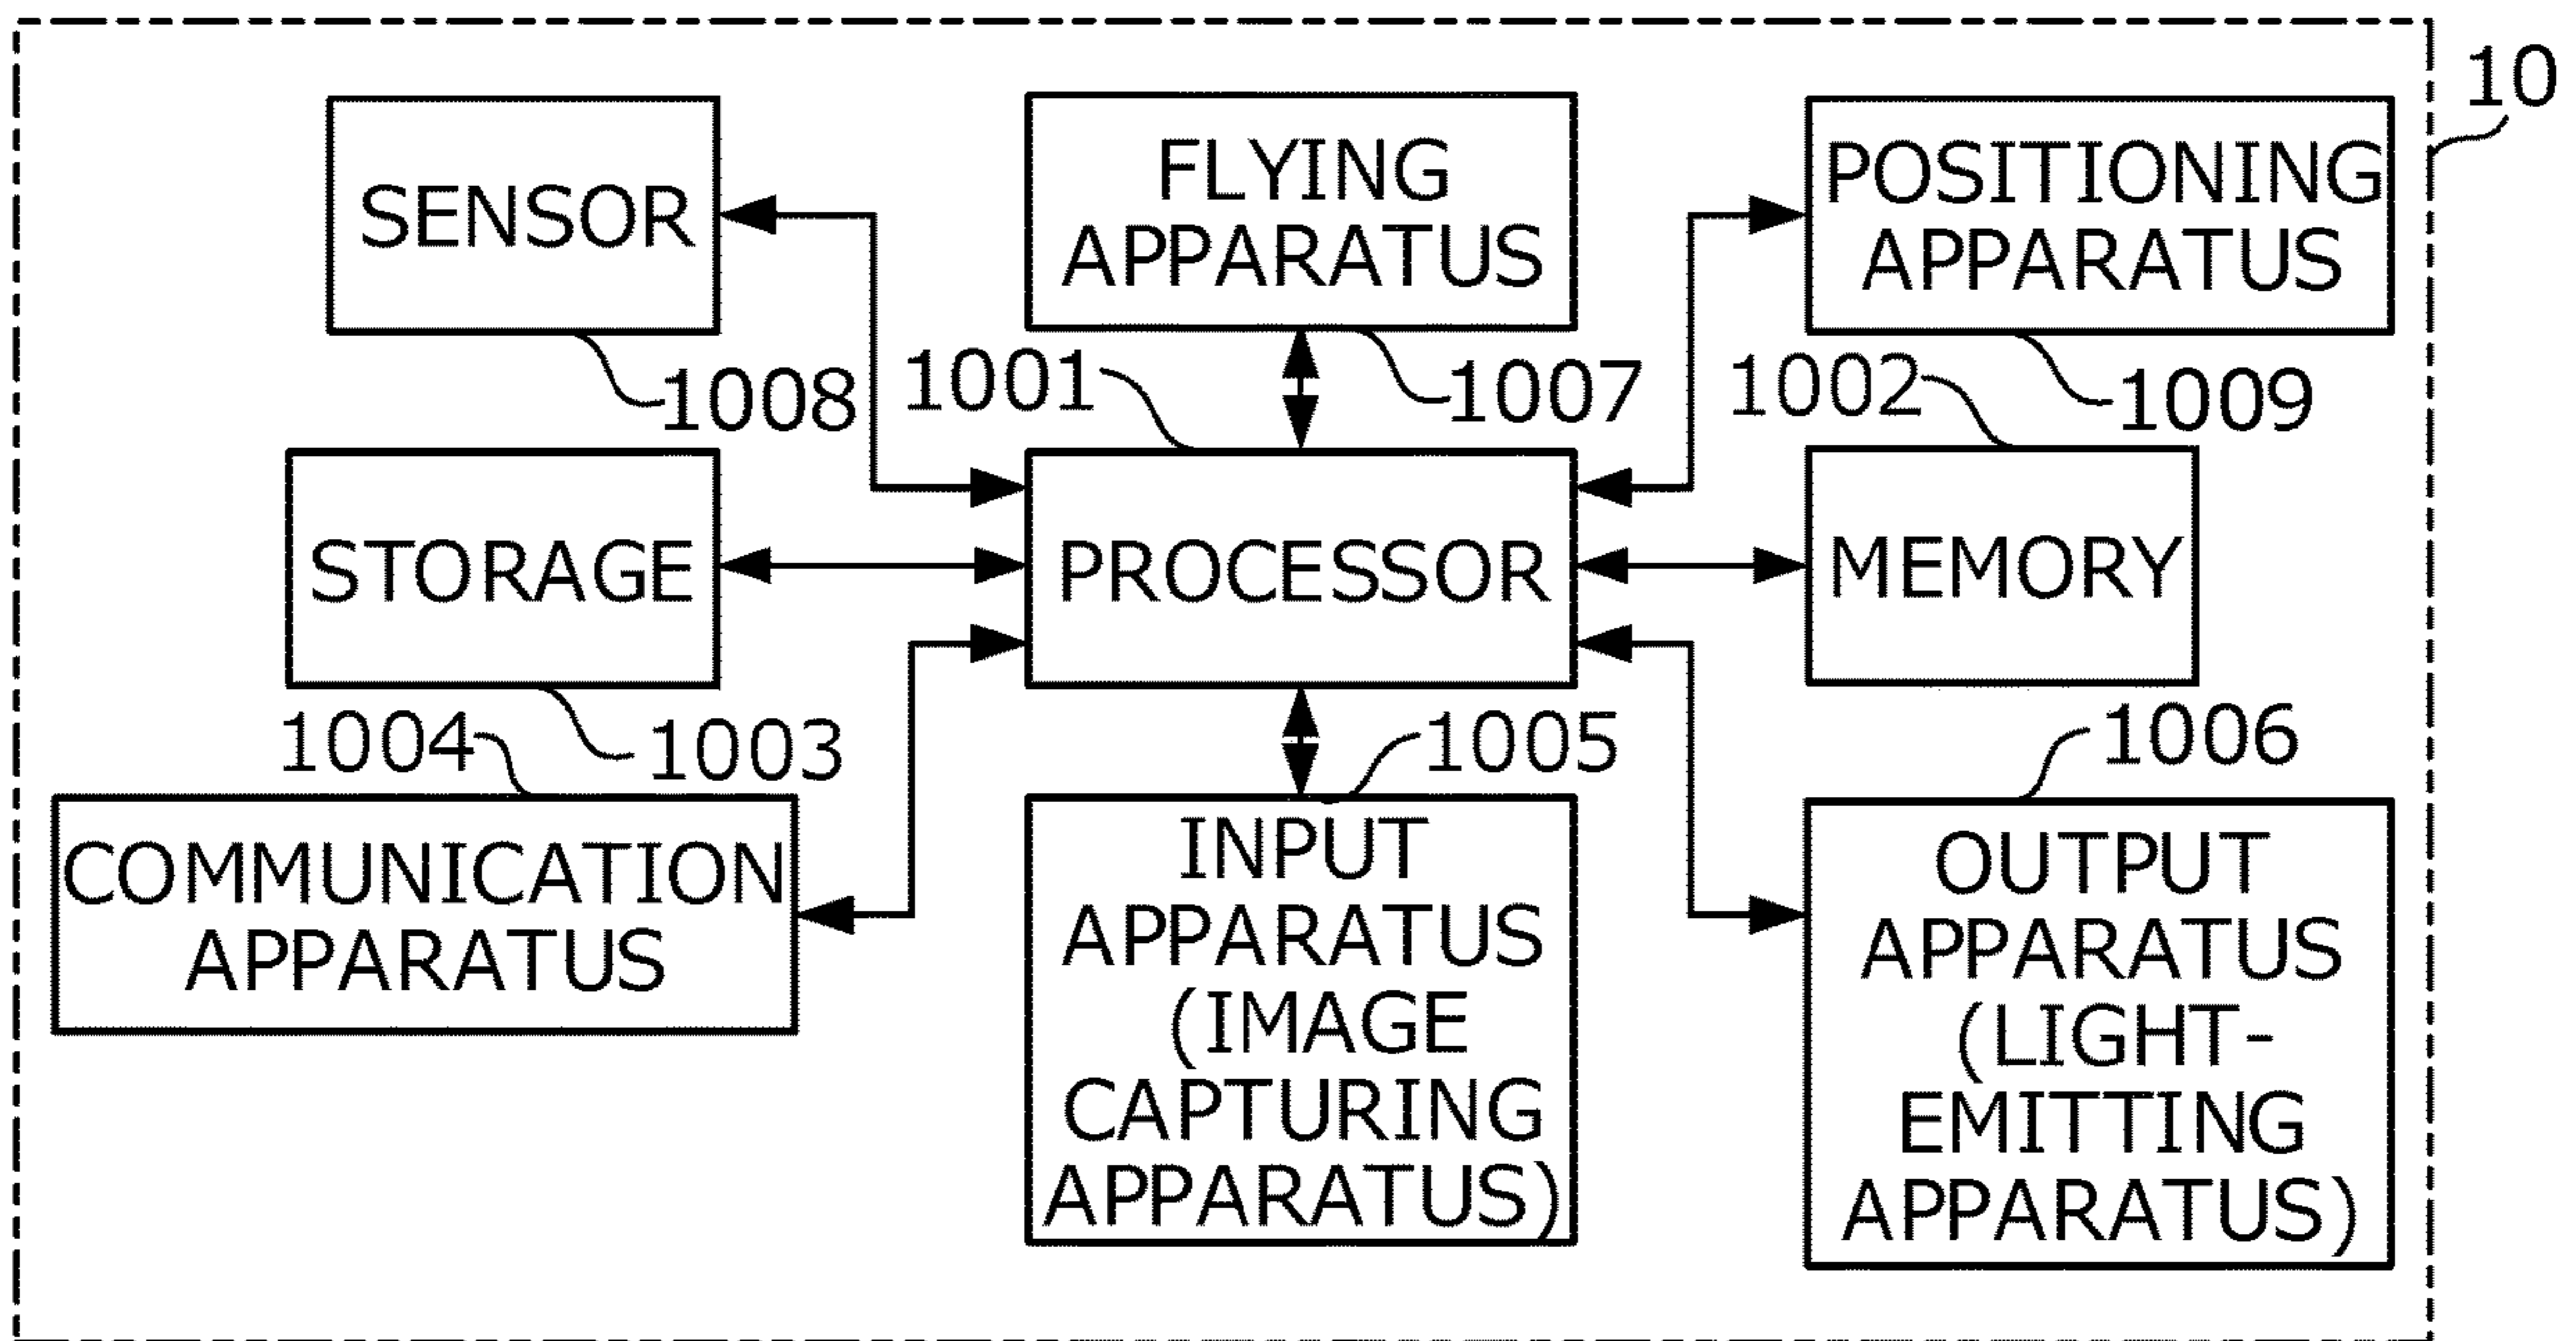 10
SENSOR
FLYING
APPARATUS
POSITIONING
APPARATUS
1008
1001
1007
1002
1009
STORAGE
PROCESSOR
MEMORY
1004
1003
1005
1006
COMMUNICATION
APPARATUS
INPUT
APPARATUS
(IMAGE
CAPTURING
APPARATUS)
OUTPUT
APPARATUS
(LIGHT-
EMITTING
APPARATUS)